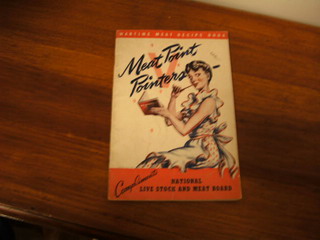 WARTIME MEAT RECIPE BOOK
Meat Point
Pointers
Compliments
NATIONAL
LIVE STOCK AND MEAT BOARD